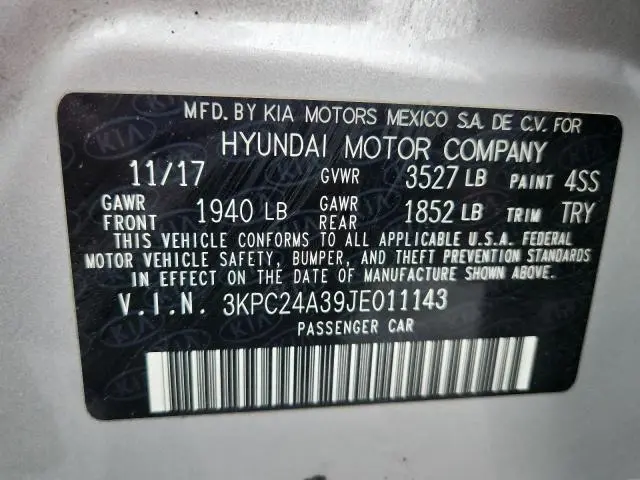 MFD. BY KIA MOTORS MEXICO S.A. DE C.V. FOR
HYUNDAI MOTOR COMPANY
11/17 GVWR 3527 LB PAINT 4SS
GAWR FRONT 1940 LB GAWR REAR 1852 LB TRIM TRY
THIS VEHICLE CONFORMS TO ALL APPLICABLE U.S.A. FEDERAL
MOTOR VEHICLE SAFETY, BUMPER, AND THEFT PREVENTION STANDARDS
IN EFFECT ON THE DATE OF MANUFACTURE SHOWN ABOVE.
V.I.N. 3KPC24A39JE011143
PASSENGER CAR